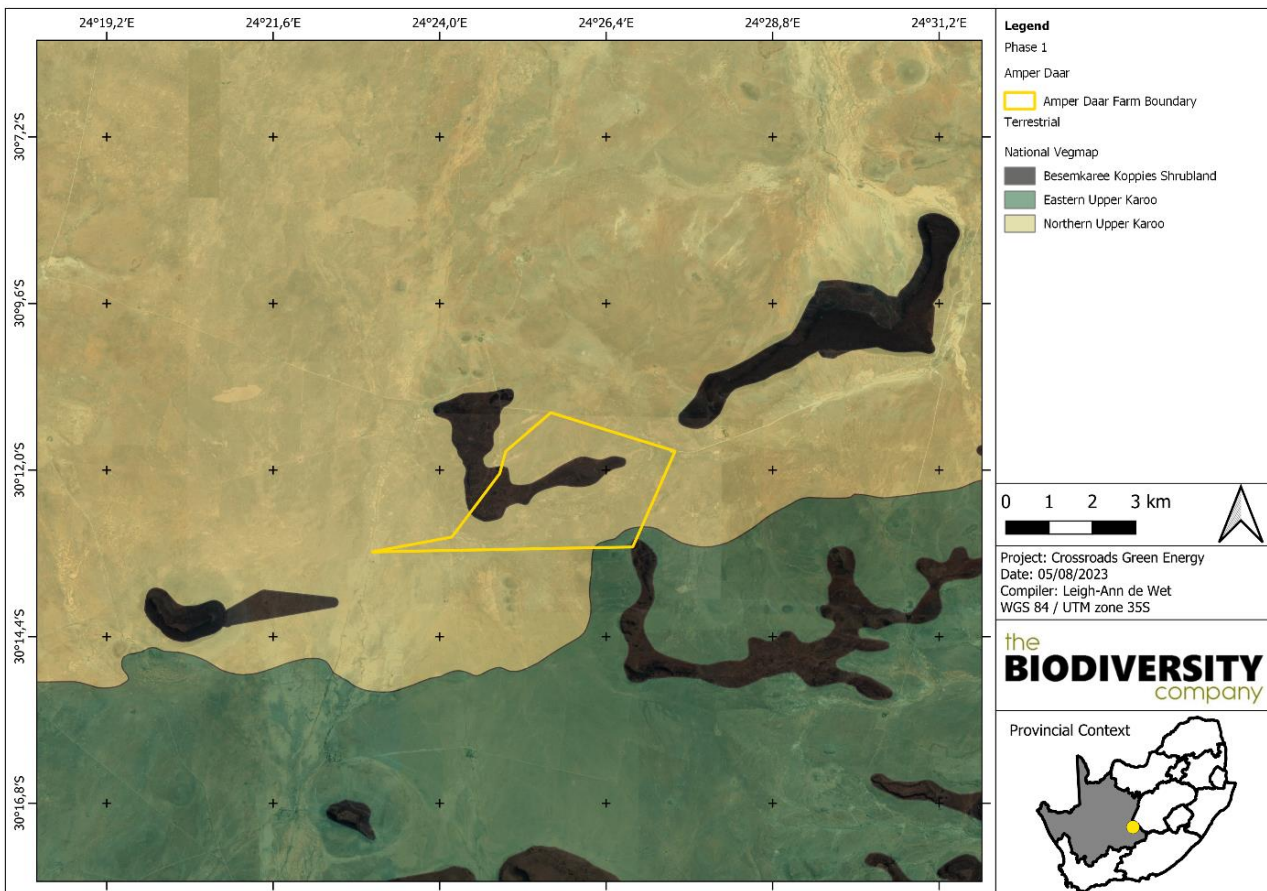 24°19,2'E 24°21,6'E 24°24,0'E 24°26,4'E 24°28,8'E 24°31,2'E
30°7,2'S
30°9,6'S
30°12,0'S
30°14,4'S
30°16,8'S
Legend
Phase 1
Amper Daar
Amper Daar Farm Boundary
Terrestrial
National Vegmap
Besemkaree Koppies Shrubland
Eastern Upper Karoo
Northern Upper Karoo
0 1 2 3 km
Project: Crossroads Green Energy
Date: 05/08/2023
Compiler: Leigh-Ann de Wet
WGS 84 / UTM zone 35S
the
BIODIVERSITY
company
Provincial Context